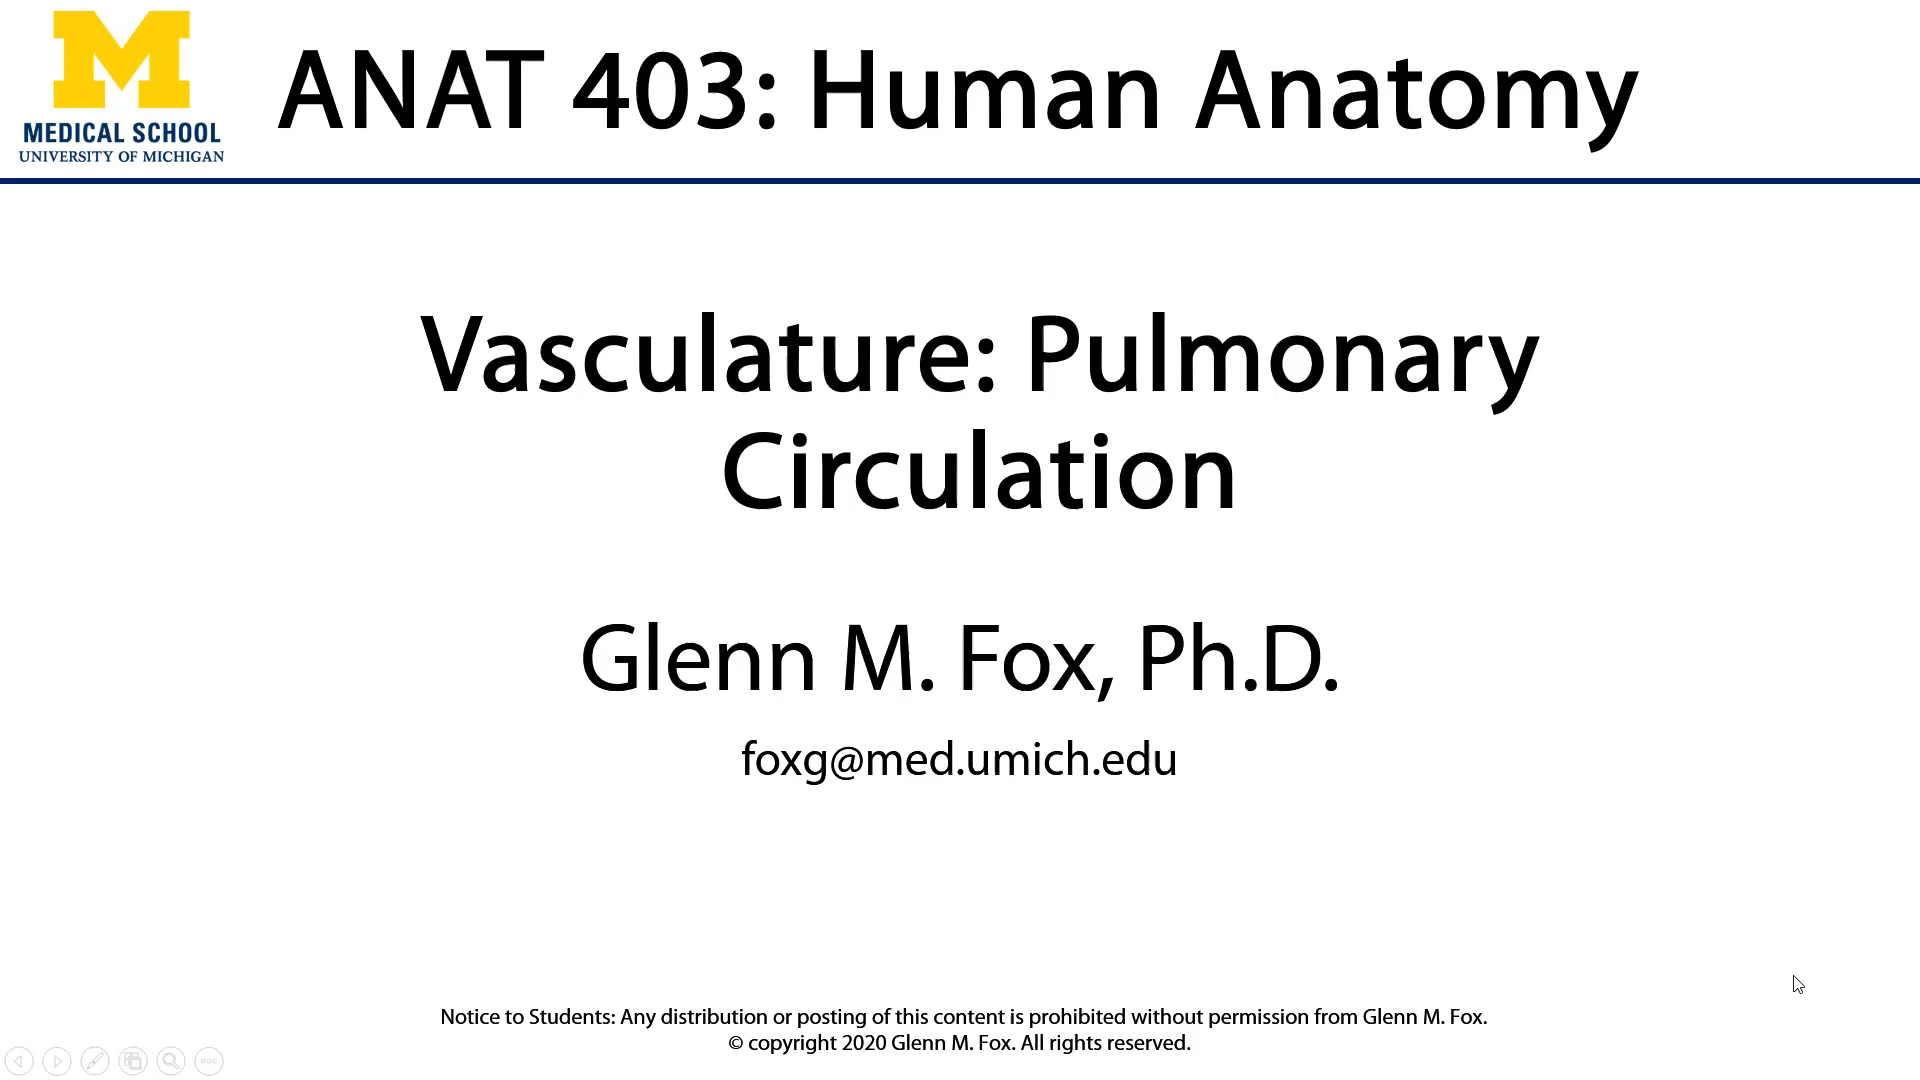 M
MEDICAL SCHOOL
UNIVERSITY OF MICHIGAN
ANAT 403: Human Anatomy
Vasculature: Pulmonary
Circulation
Glenn M. Fox, Ph.D.
foxg@med.umich.edu
Notice to Students: Any distribution or posting of this content is prohibited without permission from Glenn M. Fox.
© copyright 2020 Glenn M. Fox. All rights reserved.